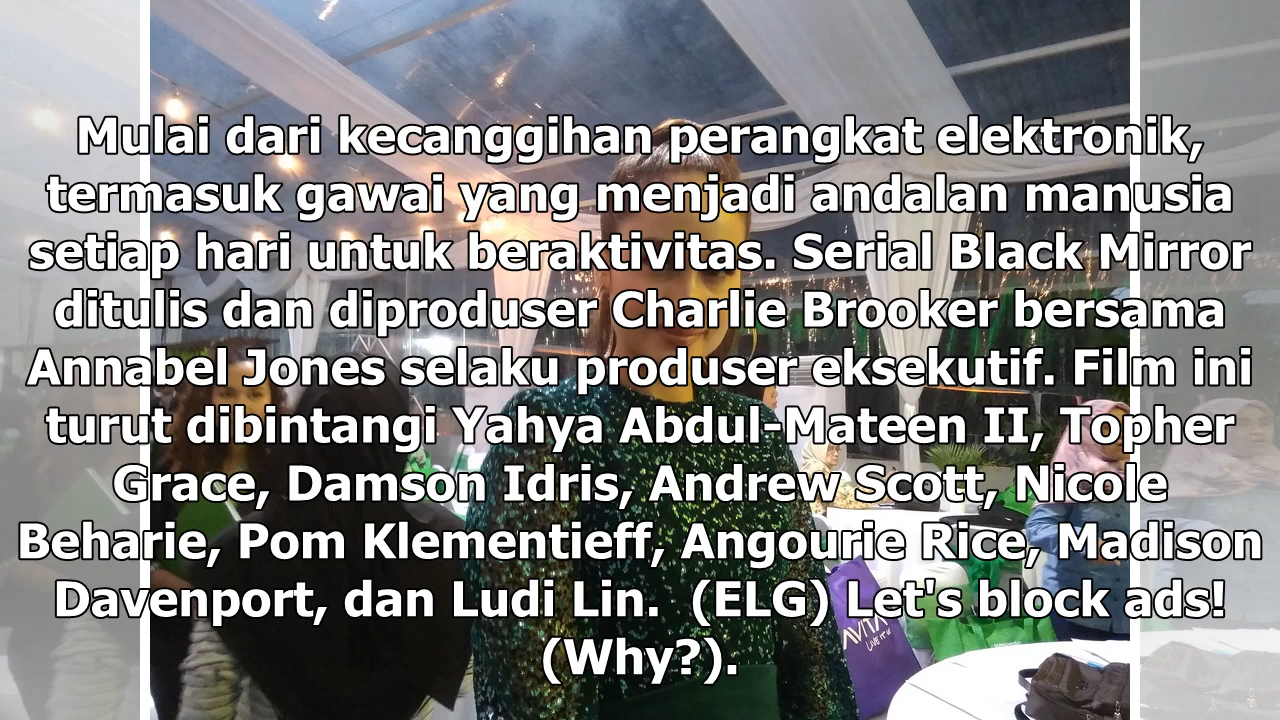 Mulai dari kecanggihan perangkat elektronik,
termasuk gawai yang menjadi andalan manusia
setiap hari untuk beraktivitas. Serial Black Mirror
ditulis dan diproduser Charlie Brooker bersama
Annabel Jones selaku produser eksekutif. Film ini
turut dibintangi Yahya Abdul-Mateen II, Topher
Grace, Damson Idris, Andrew Scott, Nicole
Beharie, Pom Klementieff, Angourie Rice, Madison
Davenport, dan Ludi Lin.  (ELG) Let's block ads!
(Why?).
AVITA
LIVE IT U